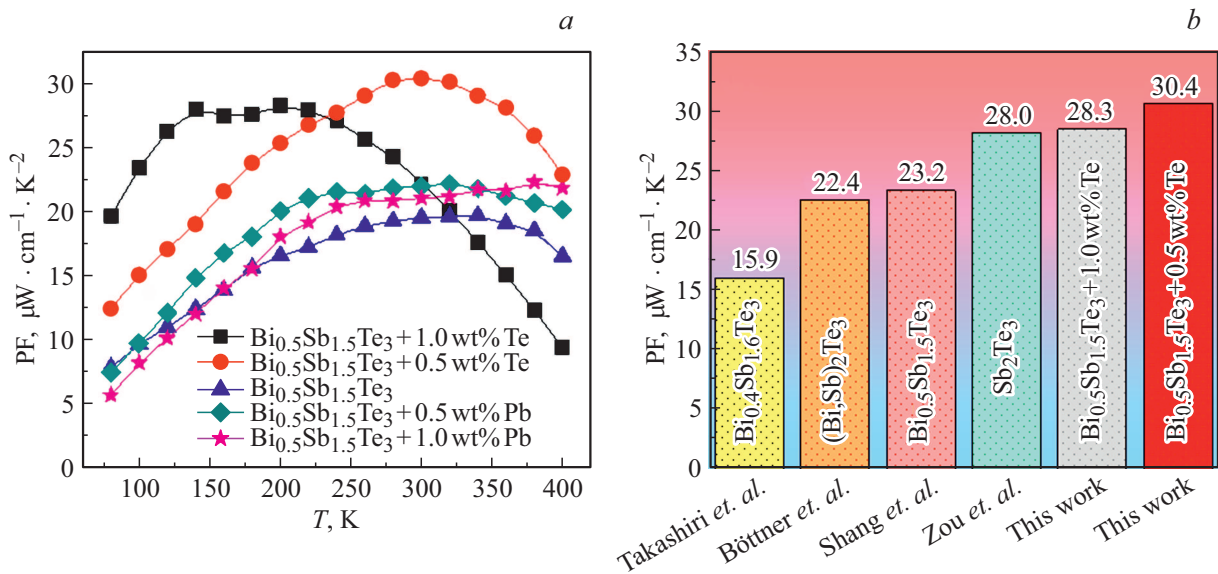 a
PF, μW · cm⁻¹ · K⁻²
30
25
20
15
10
5
0
Bi₀.₅Sb₁.₅Te₃ + 1.0 wt% Te
Bi₀.₅Sb₁.₅Te₃ + 0.5 wt% Te
Bi₀.₅Sb₁.₅Te₃
Bi₀.₅Sb₁.₅Te₃ + 0.5 wt% Pb
Bi₀.₅Sb₁.₅Te₃ + 1.0 wt% Pb
100 150 200 250 300 350 400
T, K
b
PF, μW · cm⁻¹ · K⁻²
35
30
25
20
15
10
5
0
15.9
22.4
23.2
28.0
28.3
30.4
Bi₀.₄Sb₁.₆Te₃
(Bi,Sb)₂Te₃
Bi₀.₅Sb₁.₅Te₃
Sb₂Te₃
Bi₀.₅Sb₁.₅Te₃ + 1.0 wt% Te
Bi₀.₅Sb₁.₅Te₃ + 0.5 wt% Te
Takashiri et. al.
Böttner et. al.
Shang et. al.
Zou et. al.
This work
This work